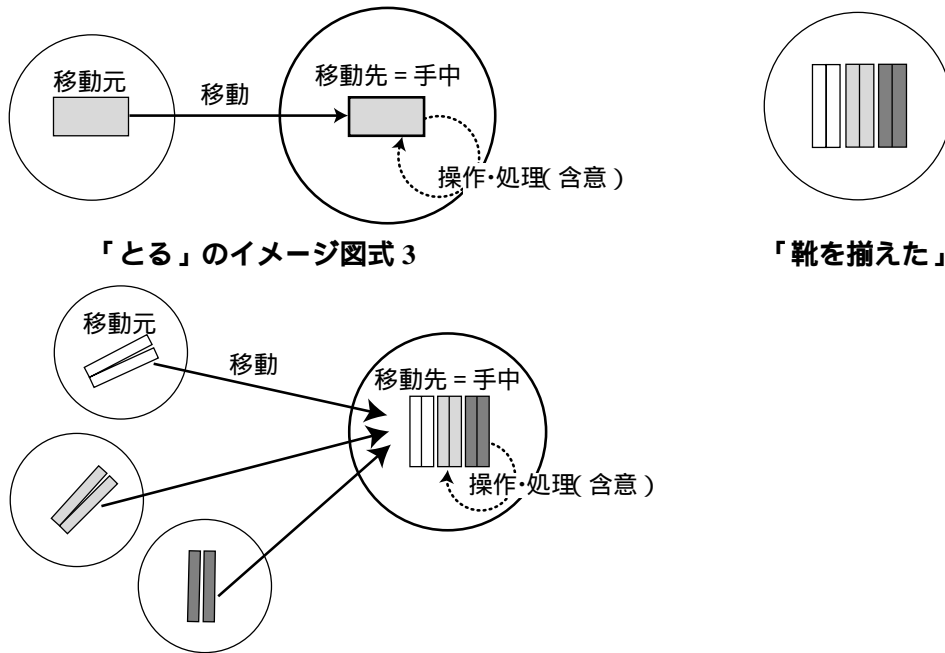 移動元
移動
移動先 = 手中
操作・処理( 含意 )
「 とる 」のイメージ図式 3
「 靴を揃えた 」
移動元
移動
移動先 = 手中
操作・処理( 含意 )